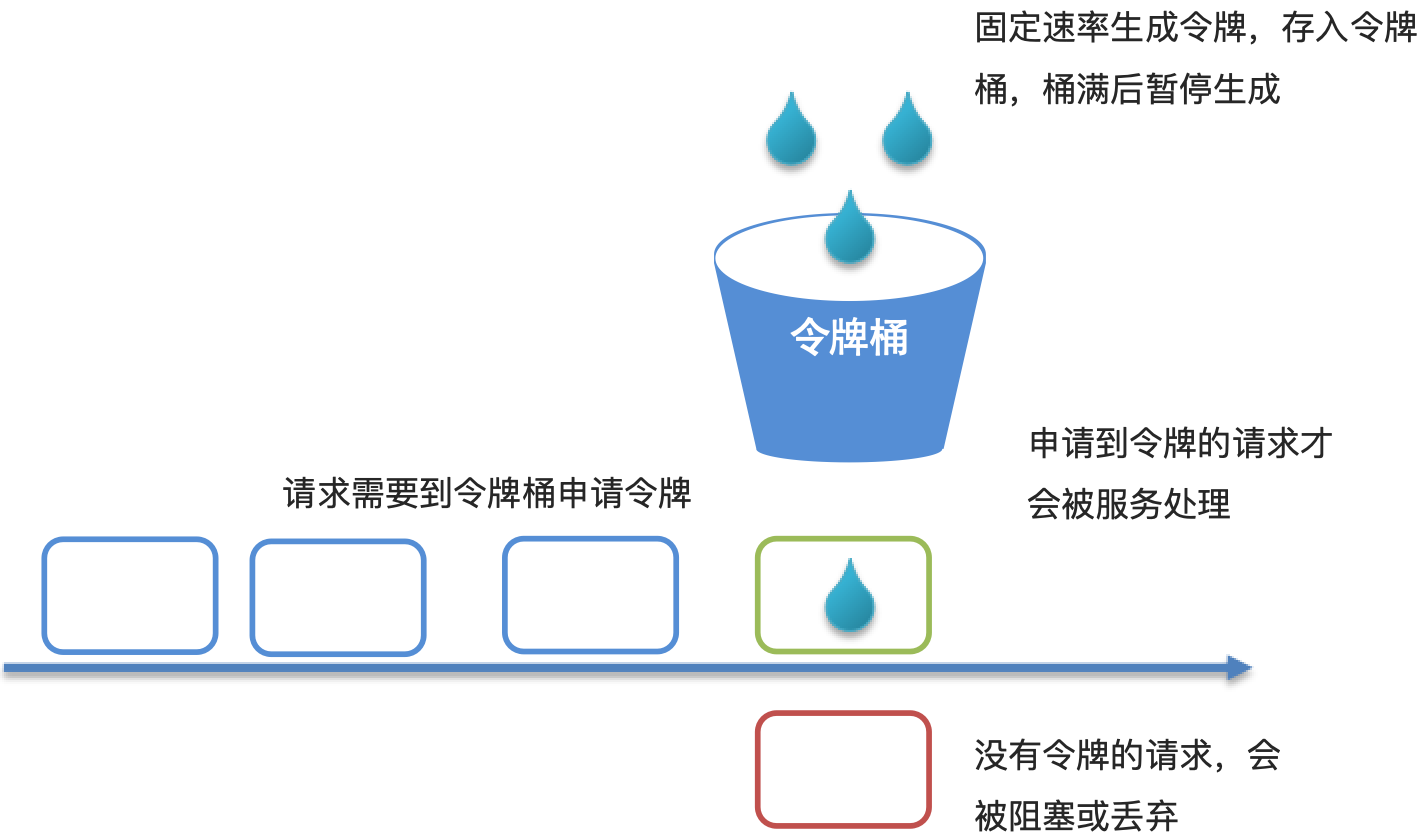 固定速率生成令牌，存入令牌
桶，桶满后暂停生成
令牌桶
申请到令牌的请求才
会被服务处理
请求需要到令牌桶申请令牌
没有令牌的请求，会
被阻塞或丢弃